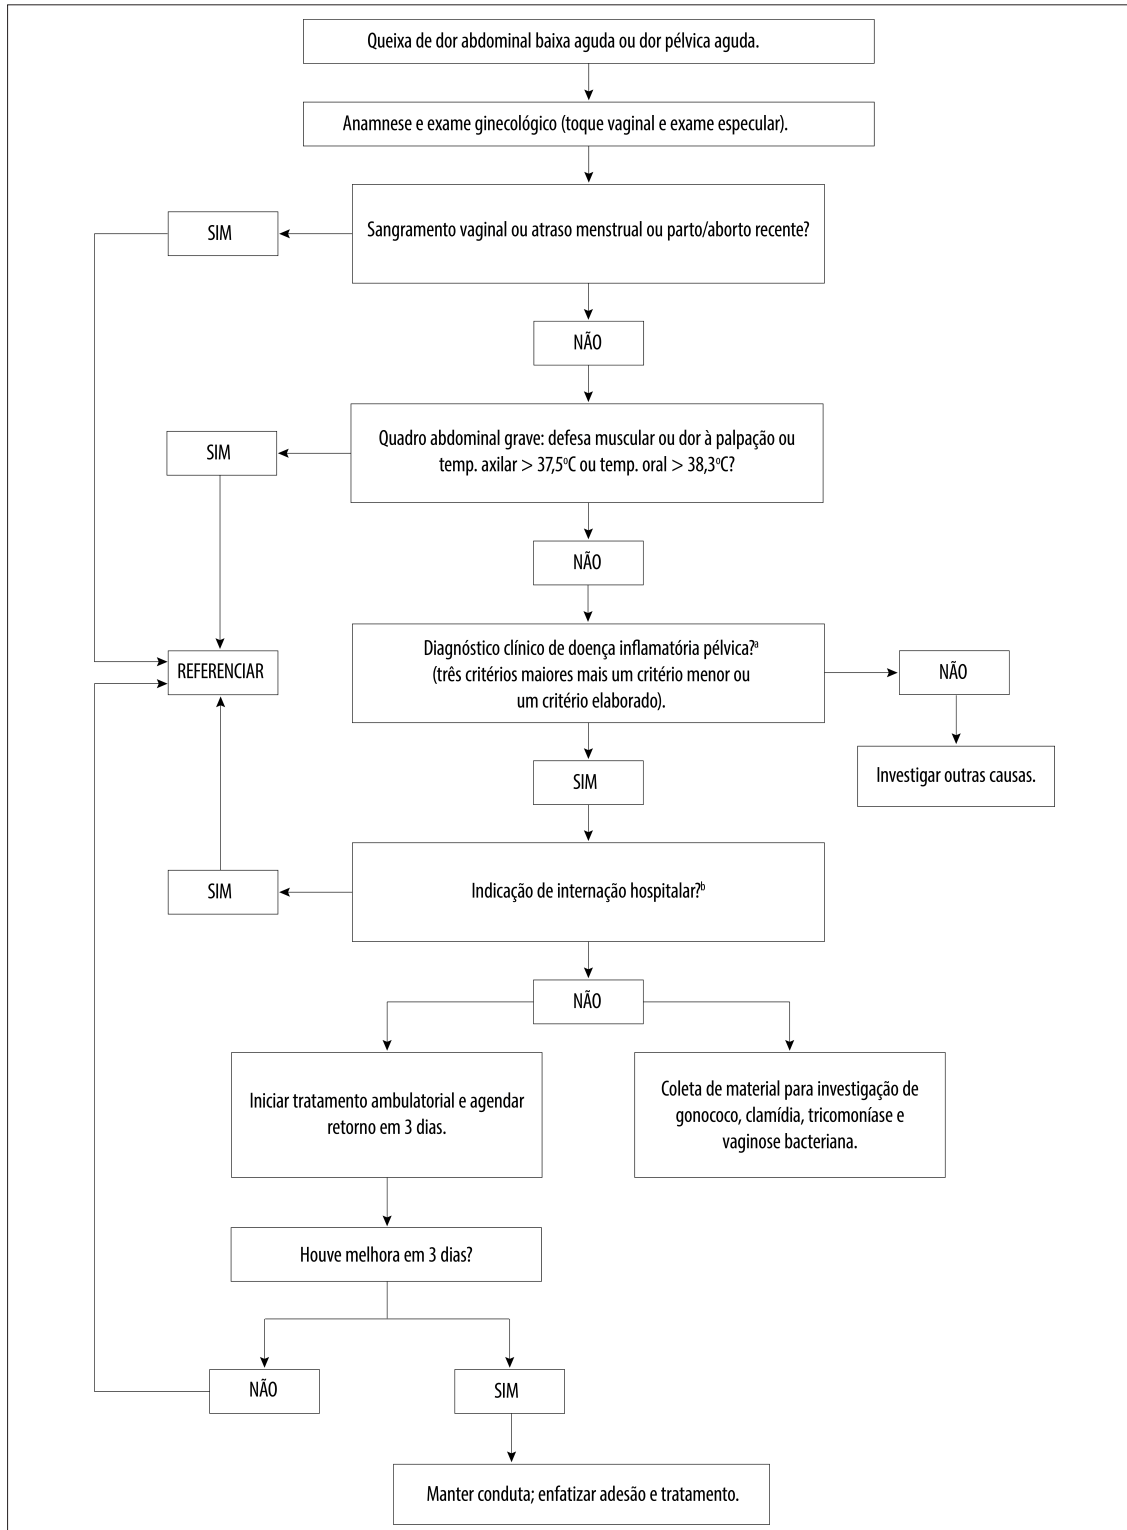 Queixa de dor abdominal baixa aguda ou dor pélvica aguda.
Anamnese e exame ginecológico (toque vaginal e exame especular).
Sangramento vaginal ou atraso menstrual ou parto/aborto recente?
SIM
NÃO
Quadro abdominal grave: defesa muscular ou dor à palpação ou
temp. axilar > 37,5ºC ou temp. oral > 38,3ºC?
SIM
NÃO
REFERENCIAR
Diagnóstico clínico de doença inflamatória pélvica?ª
(três critérios maiores mais um critério menor ou
um critério elaborado).
NÃO
Investigar outras causas.
SIM
Indicação de internação hospitalar?ᵇ
SIM
NÃO
Iniciar tratamento ambulatorial e agendar
retorno em 3 dias.
Coleta de material para investigação de
gonococo, clamídia, tricomoníase e
vaginose bacteriana.
Houve melhora em 3 dias?
NÃO
SIM
Manter conduta; enfatizar adesão e tratamento.